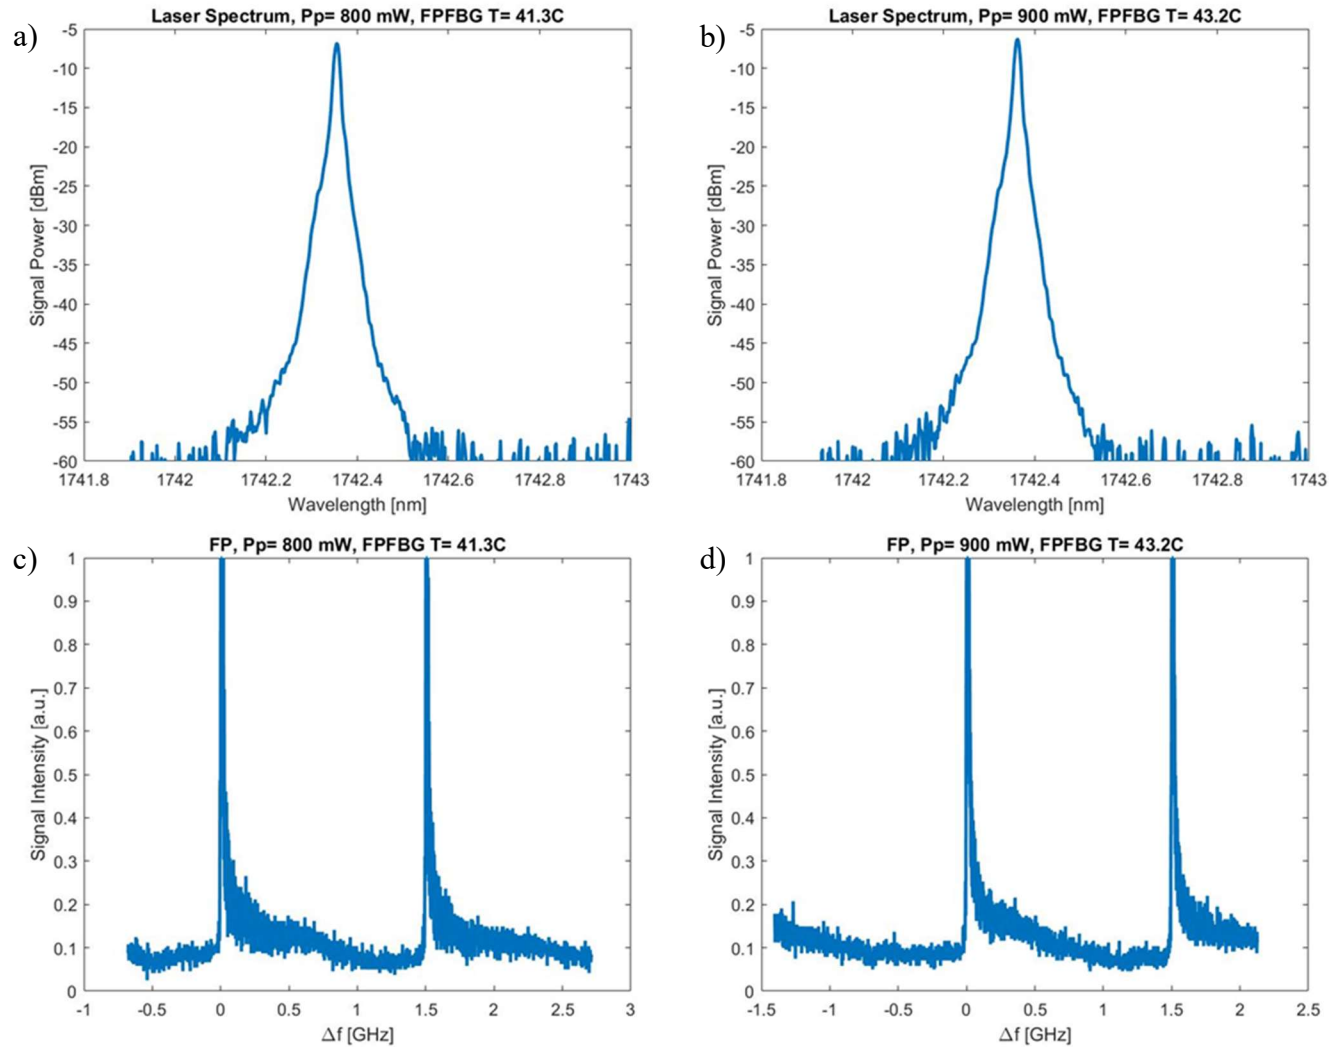 a)
Laser Spectrum, Pp= 800 mW, FPFBG T= 41.3C
-5
-10
-15
-20
-25
-30
-35
-40
-45
-50
-55
-60
Signal Power [dBm]
1741.8 1742 1742.2 1742.4 1742.6 1742.8 1743
Wavelength [nm]
b)
Laser Spectrum, Pp= 900 mW, FPFBG T= 43.2C
-5
-10
-15
-20
-25
-30
-35
-40
-45
-50
-55
-60
Signal Power [dBm]
1741.8 1742 1742.2 1742.4 1742.6 1742.8 1743
Wavelength [nm]
c)
FP, Pp= 800 mW, FPFBG T= 41.3C
1
0.9
0.8
0.7
0.6
0.5
0.4
0.3
0.2
0.1
0
Signal Intensity [a.u.]
-1 -0.5 0 0.5 1 1.5 2 2.5 3
Δf [GHz]
d)
FP, Pp= 900 mW, FPFBG T= 43.2C
1
0.9
0.8
0.7
0.6
0.5
0.4
0.3
0.2
0.1
0
Signal Intensity [a.u.]
-1.5 -1 -0.5 0 0.5 1 1.5 2 2.5
Δf [GHz]